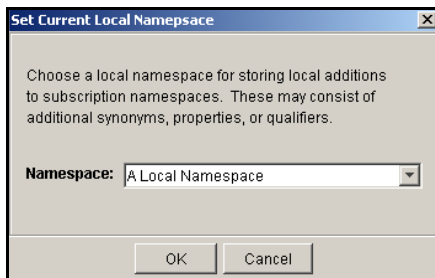 Set Current Local Namepsace
Choose a local namespace for storing local additions
to subscription namespaces. These may consist of
additional synonyms, properties, or qualifiers.
Namespace: A Local Namespace
OK Cancel